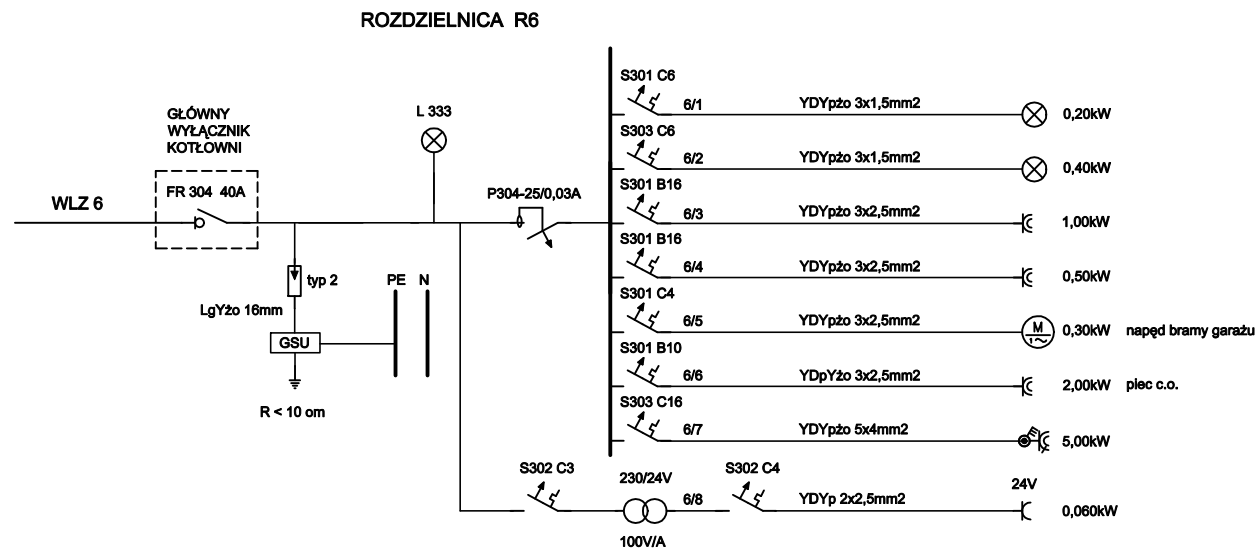 ROZDZIELNICA R6
GŁÓWNY
WYŁĄCZNIK
KOTŁOWNI
FR 304 40A
WLZ 6
L 333
P304-25/0,03A
typ 2
LgYżo 16mm
GSU
R < 10 om
PE N
S301 C6
6/1 YDYpżo 3x1,5mm2 0,20kW
S303 C6
6/2 YDYpżo 3x1,5mm2 0,40kW
S301 B16
6/3 YDYpżo 3x2,5mm2 1,00kW
S301 B16
6/4 YDYpżo 3x2,5mm2 0,50kW
S301 C4
6/5 YDYpżo 3x2,5mm2 M 1~ 0,30kW napęd bramy garażu
S301 B10
6/6 YDpYżo 3x2,5mm2 2,00kW piec c.o.
S303 C16
6/7 YDYpżo 5x4mm2 5,00kW
S302 C3 230/24V S302 C4 24V
6/8 YDYp 2x2,5mm2 0,060kW
100V/A